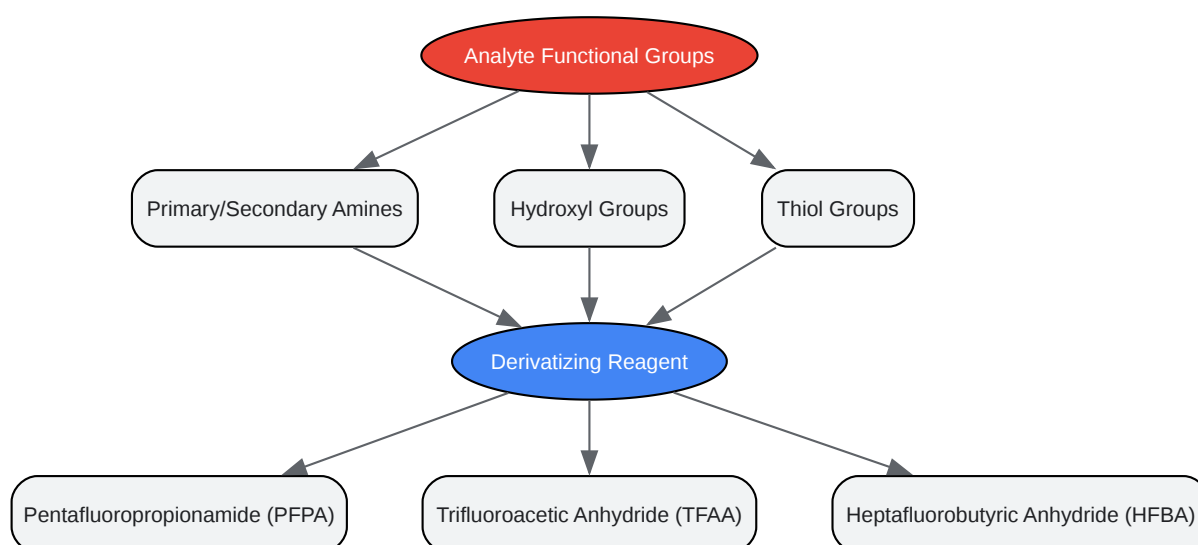 Analyte Functional Groups
Primary/Secondary Amines
Hydroxyl Groups
Thiol Groups
Derivatizing Reagent
Pentafluoropropionamide (PFPA)
Trifluoroacetic Anhydride (TFAA)
Heptafluorobutyric Anhydride (HFBA)